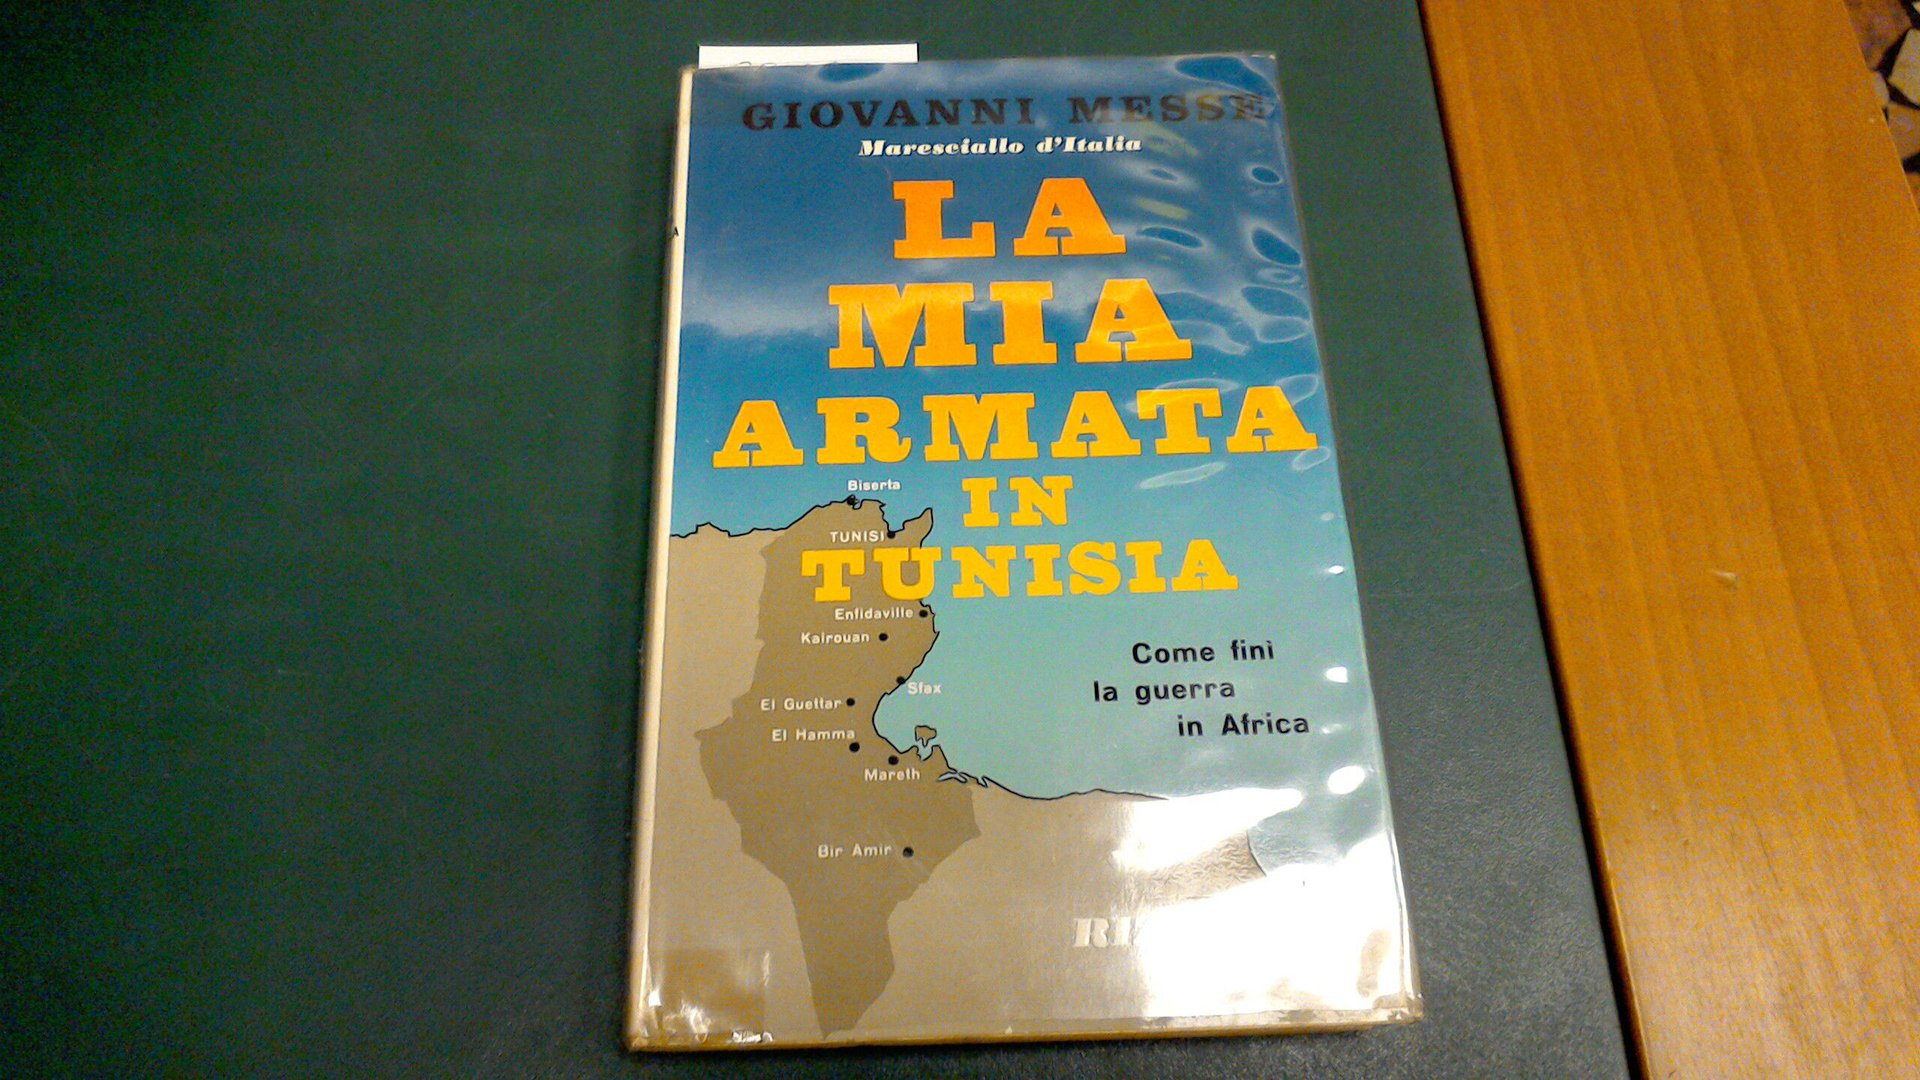 GIOVANNI MESSE
Maresciallo d'Italia
LA
MIA
ARMATA
IN
TUNISIA
Come finì
la guerra
in Africa
Biserta
TUNISI
Enfidaville
Kairouan
Sfax
El Guettar
El Hamma
Mareth
Bir Amir